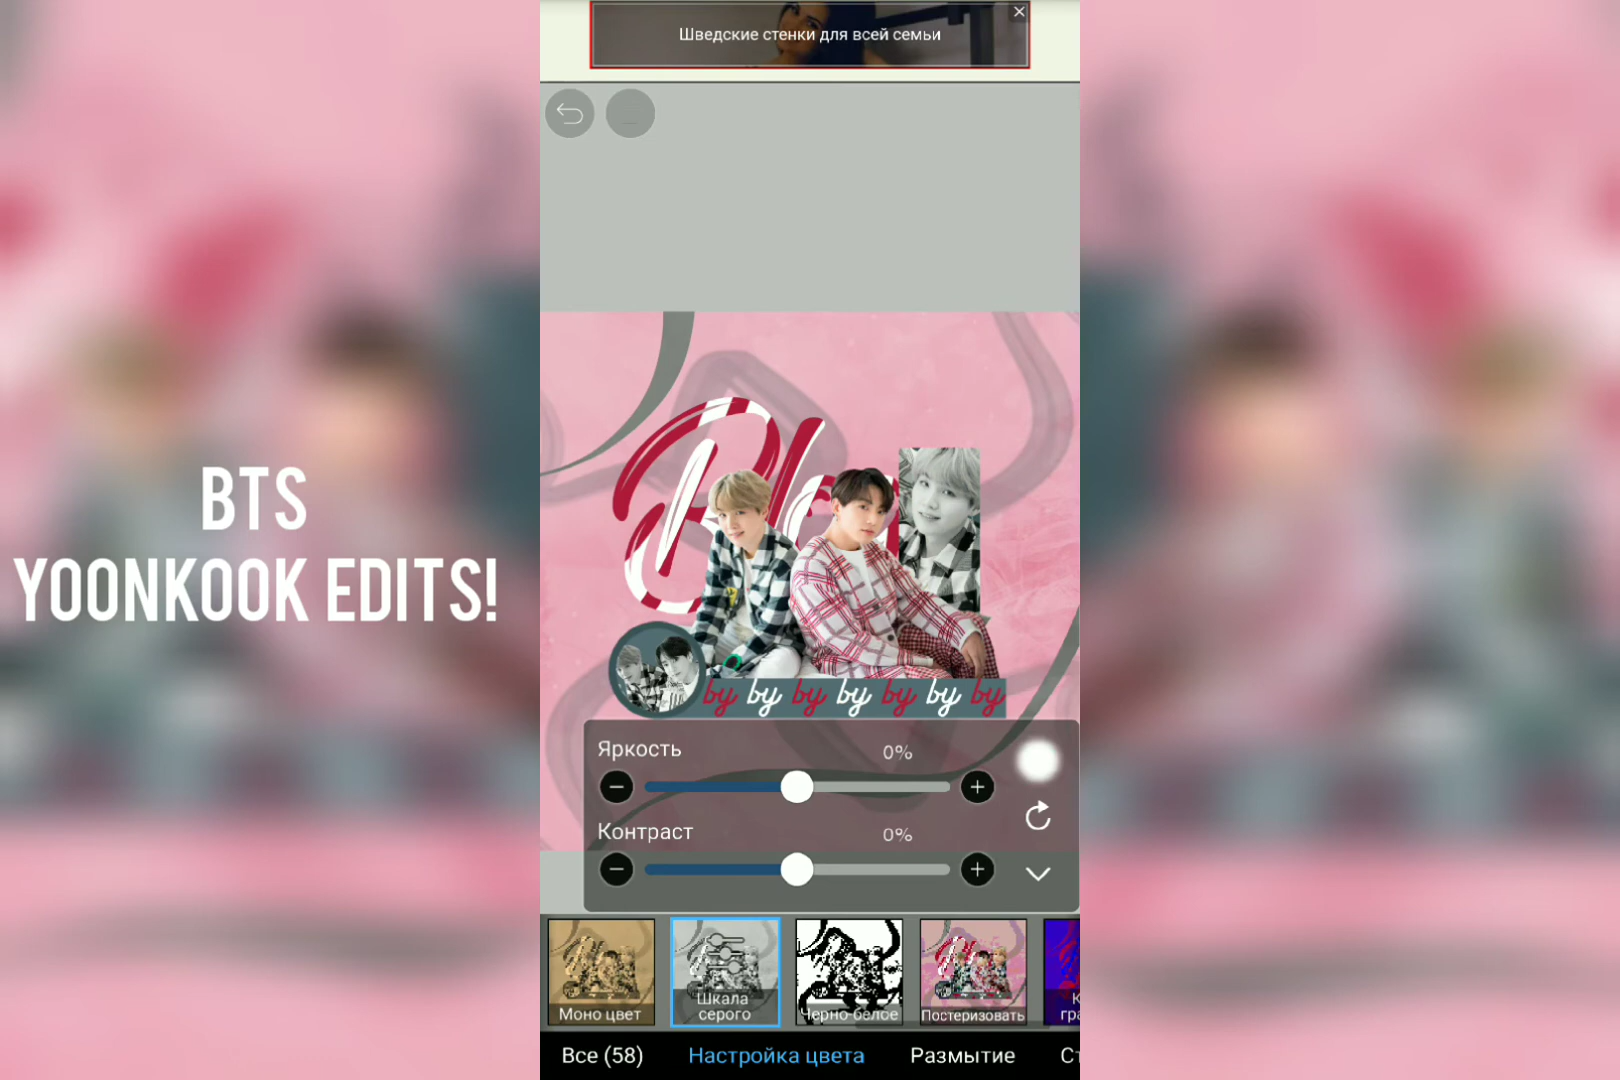 Шведские стенки для всей семьи
BTS
YOONKOOK EDITS!
by by by by by by by
Яркость 0%
Контраст 0%
Моно цвет
Шкала
серого
Черно-белое
Постеризовать
Все (58) Настройка цвета Размытие